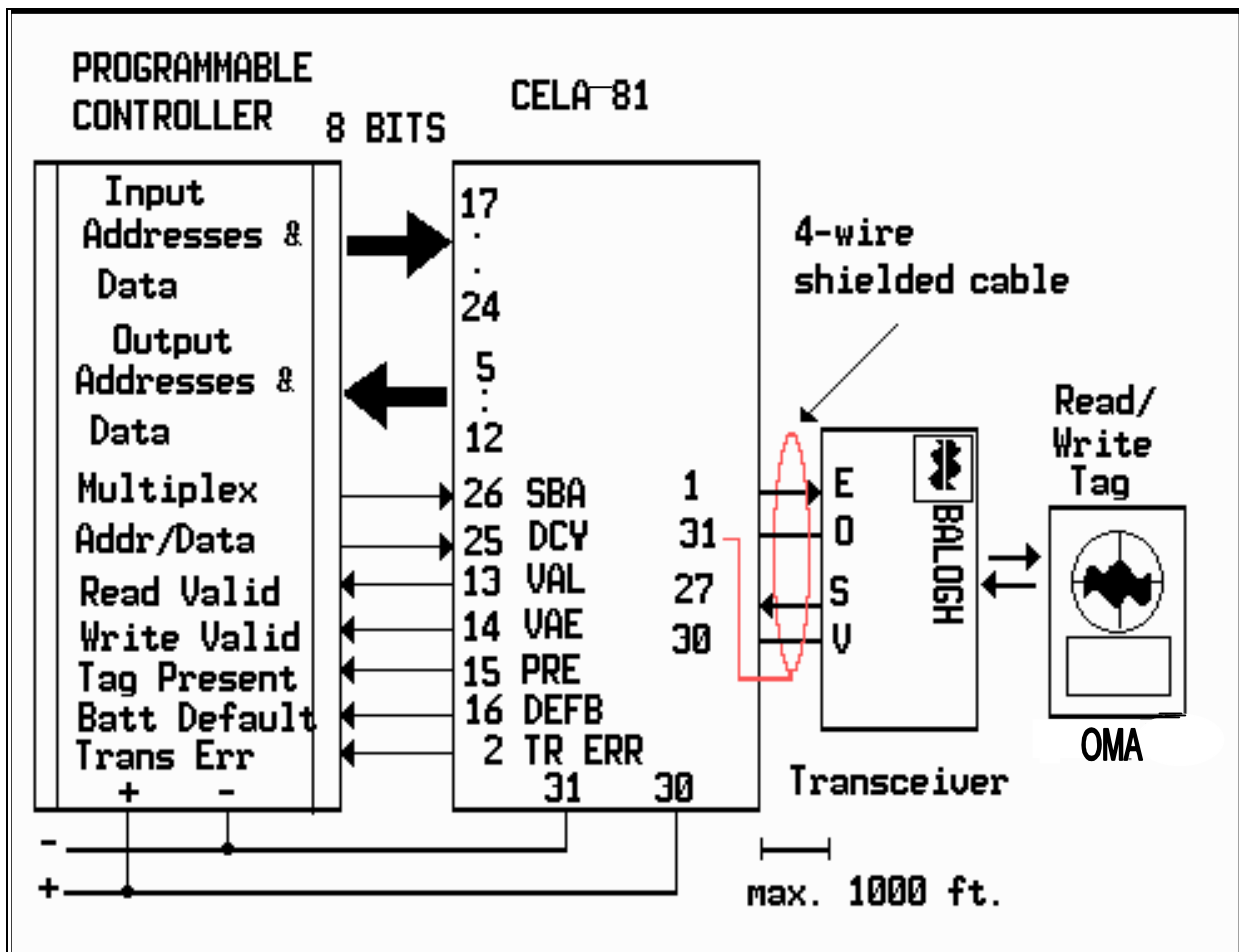 PROGRAMMABLE
CONTROLLER
8 BITS
CELA-81
Input
Addresses &
Data
Output
Addresses &
Data
Multiplex
Addr/Data
Read Valid
Write Valid
Tag Present
Batt Default
Trans Err
+ -
17
.
.
24
5
.
.
12
26 SBA
25 DCY
13 VAL
14 VAE
15 PRE
16 DEFB
2 TR ERR
31 30
1
31
27
30
4-wire
shielded cable
E
O
S
V
BALOGH
Transceiver
Read/
Write
Tag
OMA
-
+
max. 1000 ft.